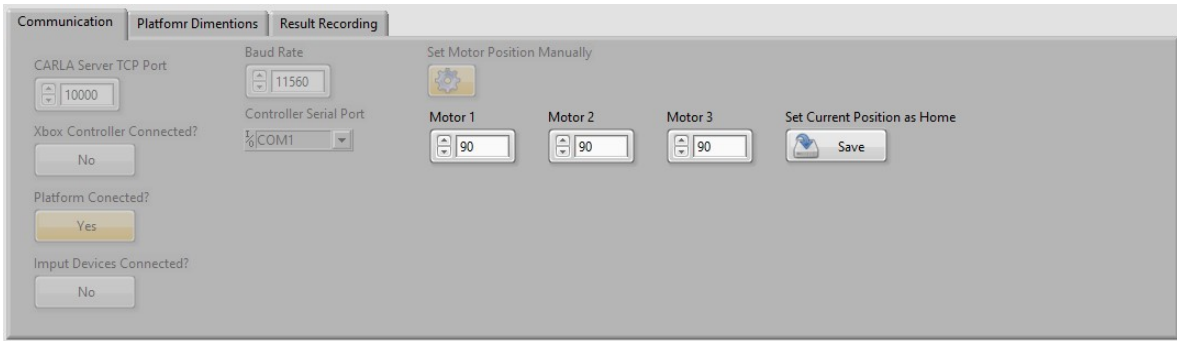 Communication
Platfomr Dimentions
Result Recording
CARLA Server TCP Port
10000
Xbox Controller Connected?
No
Platform Conected?
Yes
Imput Devices Connected?
No
Baud Rate
11560
Controller Serial Port
COM1
Set Motor Position Manually
Motor 1
90
Motor 2
90
Motor 3
90
Set Current Position as Home
Save